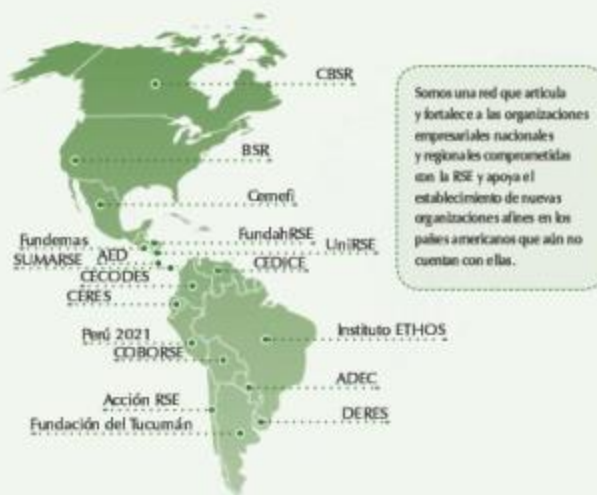 CBSR
BSR
Cemefi
FundahRSE
UniRSE
Fundemas
AED
SUMARSE
CECODES
CEDICE
CERES
Perú 2021
COBORSE
Instituto ETHOS
ADEC
Acción RSE
DERES
Fundación del Tucumán
Somos una red que articula
y fortalece a las organizaciones
empresariales nacionales
y regionales comprometidas
con la RSE y apoya el
establecimiento de nuevas
organizaciones afines en los
países americanos que aún no
cuentan con ellas.